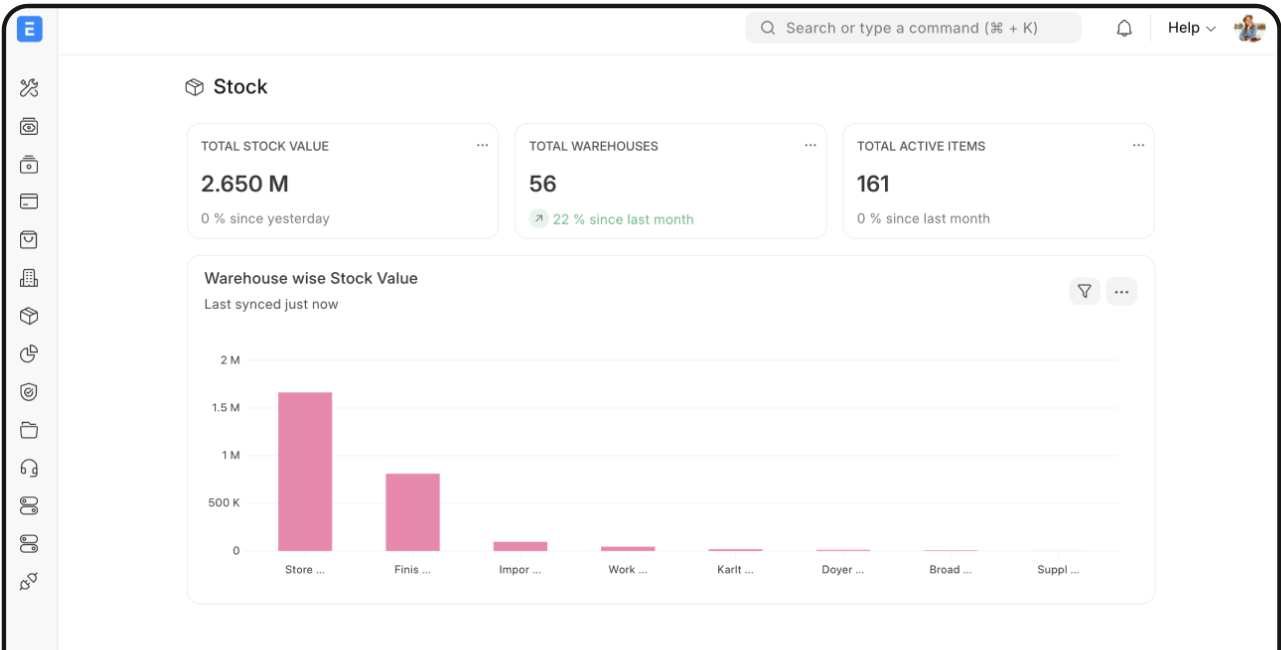 E
Search or type a command (⌘ + K)
Help
Stock
TOTAL STOCK VALUE ···
2.650 M
0 % since yesterday
TOTAL WAREHOUSES ···
56
22 % since last month
TOTAL ACTIVE ITEMS ···
161
0 % since last month
Warehouse wise Stock Value
Last synced just now
2 M
1.5 M
1 M
500 K
0
Store ... Finis ... Impor ... Work ... Karlt ... Doyer ... Broad ... Suppl ...